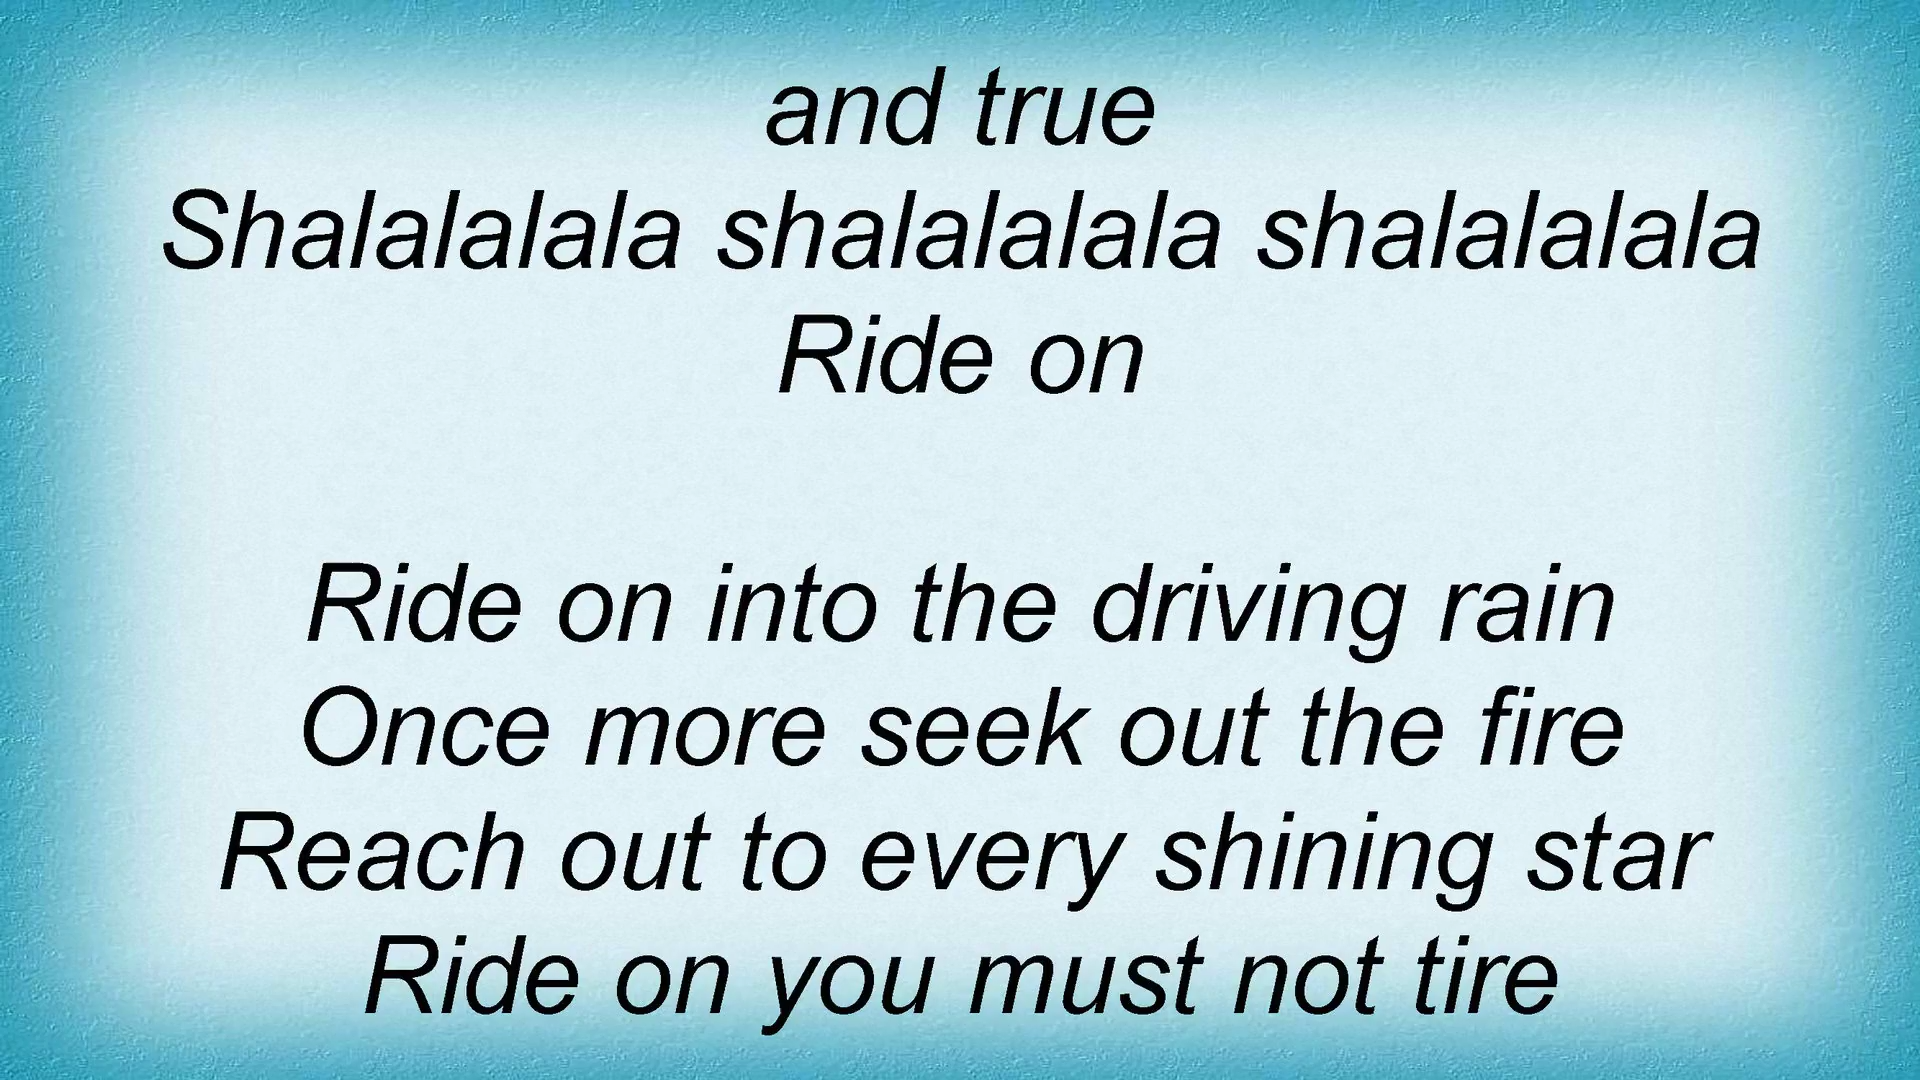 and true
Shalalalala shalalalala shalalalala
Ride on
Ride on into the driving rain
Once more seek out the fire
Reach out to every shining star
Ride on you must not tire